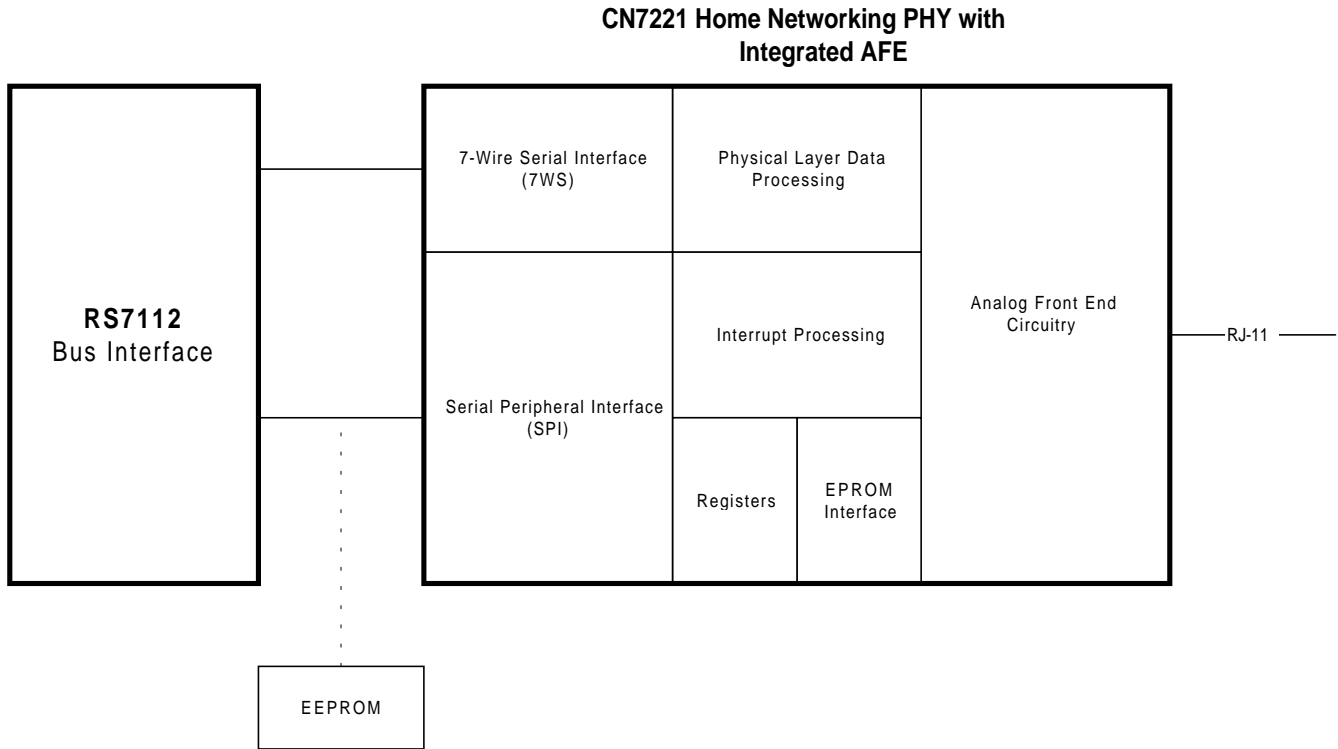 CN7221 Home Networking PHY with
Integrated AFE
7-Wire Serial Interface
(7WS)
Physical Layer Data
Processing
RS7112
Bus Interface
Analog Front End
Circuitry
Interrupt Processing
RJ-11
Serial Peripheral Interface
(SPI)
Registers
EPROM
Interface
EEPROM